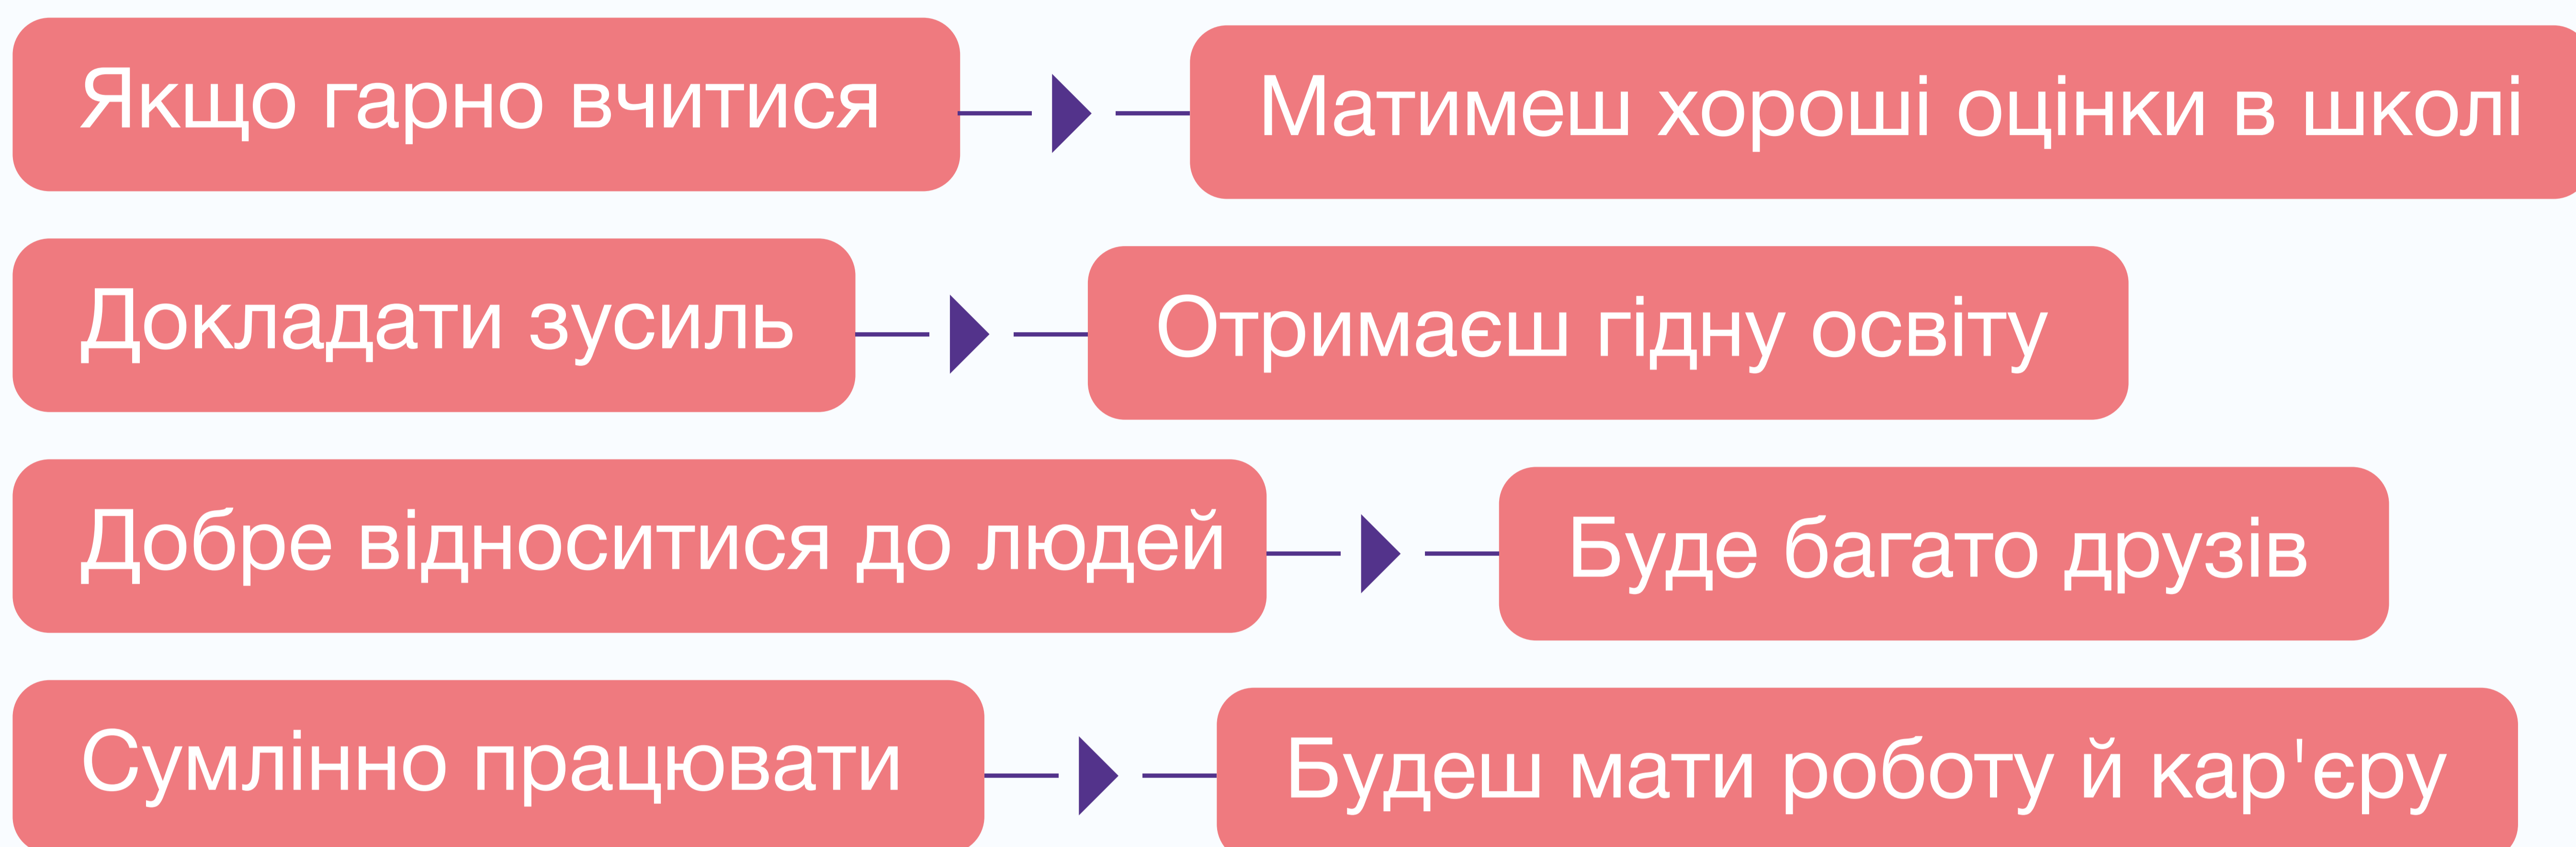 Якщо гарно вчитися
Матимеш хороші оцінки в школі
Докладати зусиль
Отримаєш гідну освіту
Добре відноситися до людей
Буде багато друзів
Сумлінно працювати
Будеш мати роботу й кар'єру